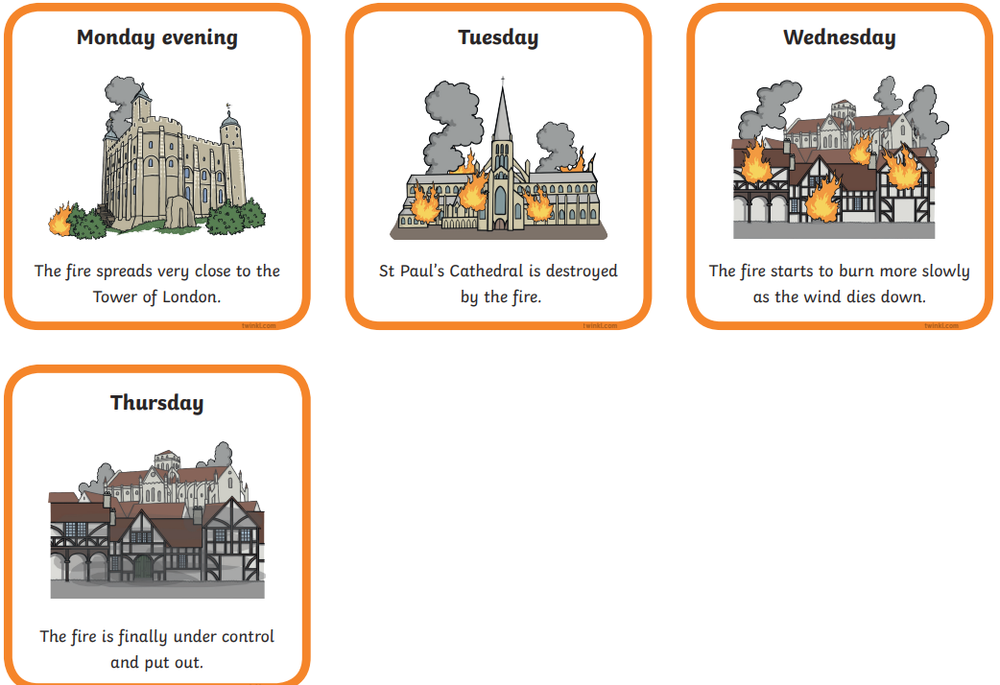 Monday evening
The fire spreads very close to the
Tower of London.
twinkl.com
Tuesday
St Paul's Cathedral is destroyed
by the fire.
twinkl.com
Wednesday
The fire starts to burn more slowly
as the wind dies down.
twinkl.com
Thursday
The fire is finally under control
and put out.